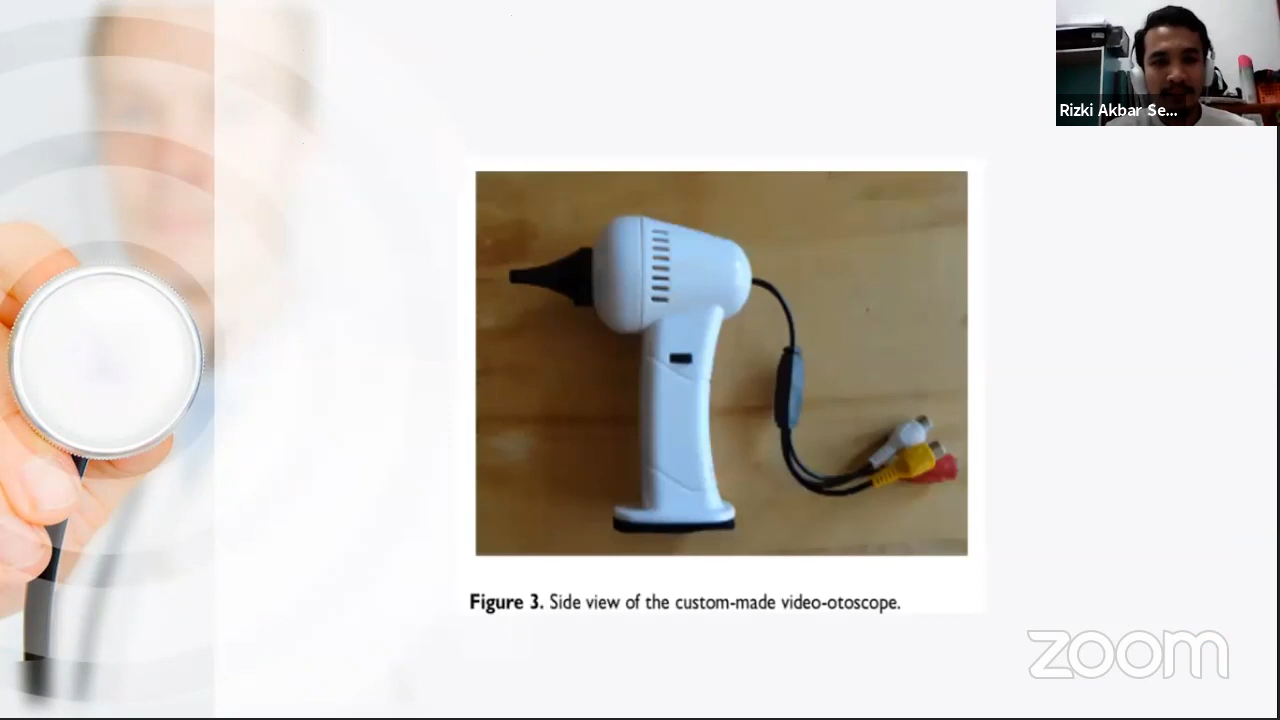 Rizki Akbar Se...
Figure 3. Side view of the custom-made video-otoscope.
zoom